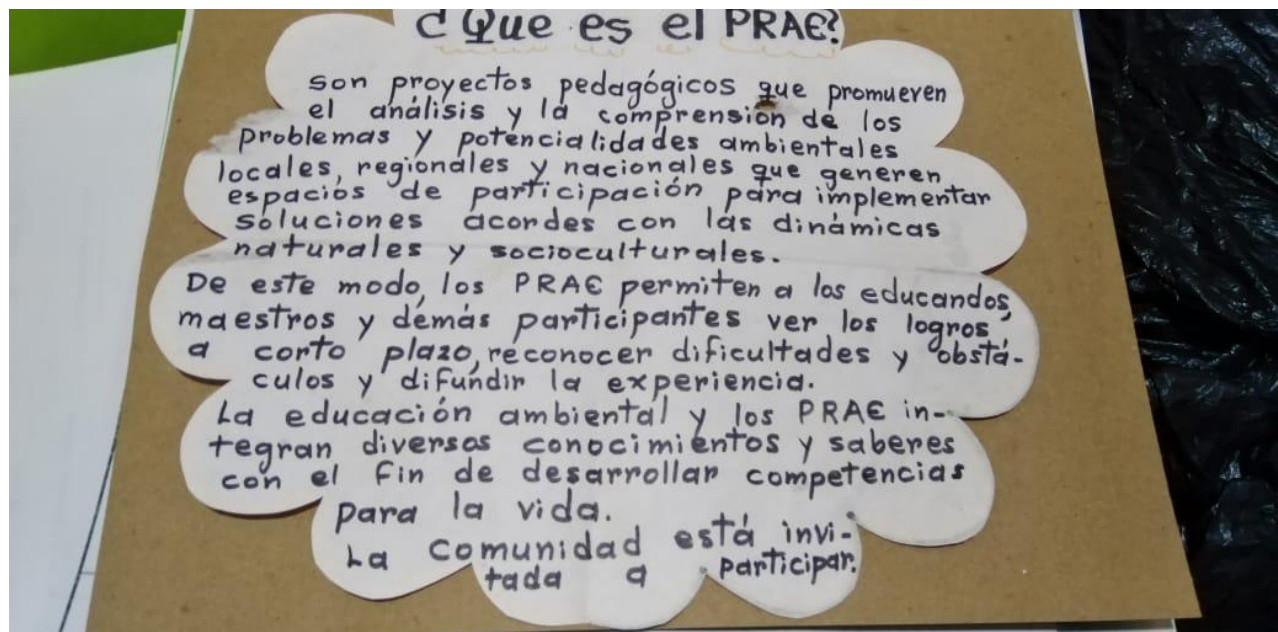 ¿Que es el PRAE?
son proyectos pedagógicos que promueven
el análisis y la comprensión de los
problemas y potencialidades ambientales
locales, regionales y nacionales que generen
espacios de participación para implementar
soluciones acordes con las dinámicas
naturales y socioculturales.
De este modo, los PRAE permiten a los educandos,
maestros y démás participantes ver los logros
a corto plazo, reconocer dificultades y obstá-
culos y difundir la experiencia.
La educación ambiental y los PRAE in-
tegran diversos conocimientos y saberes
con el fin de desarrollar competencias
para la vida.
La comunidad está invi-
tada a participar.